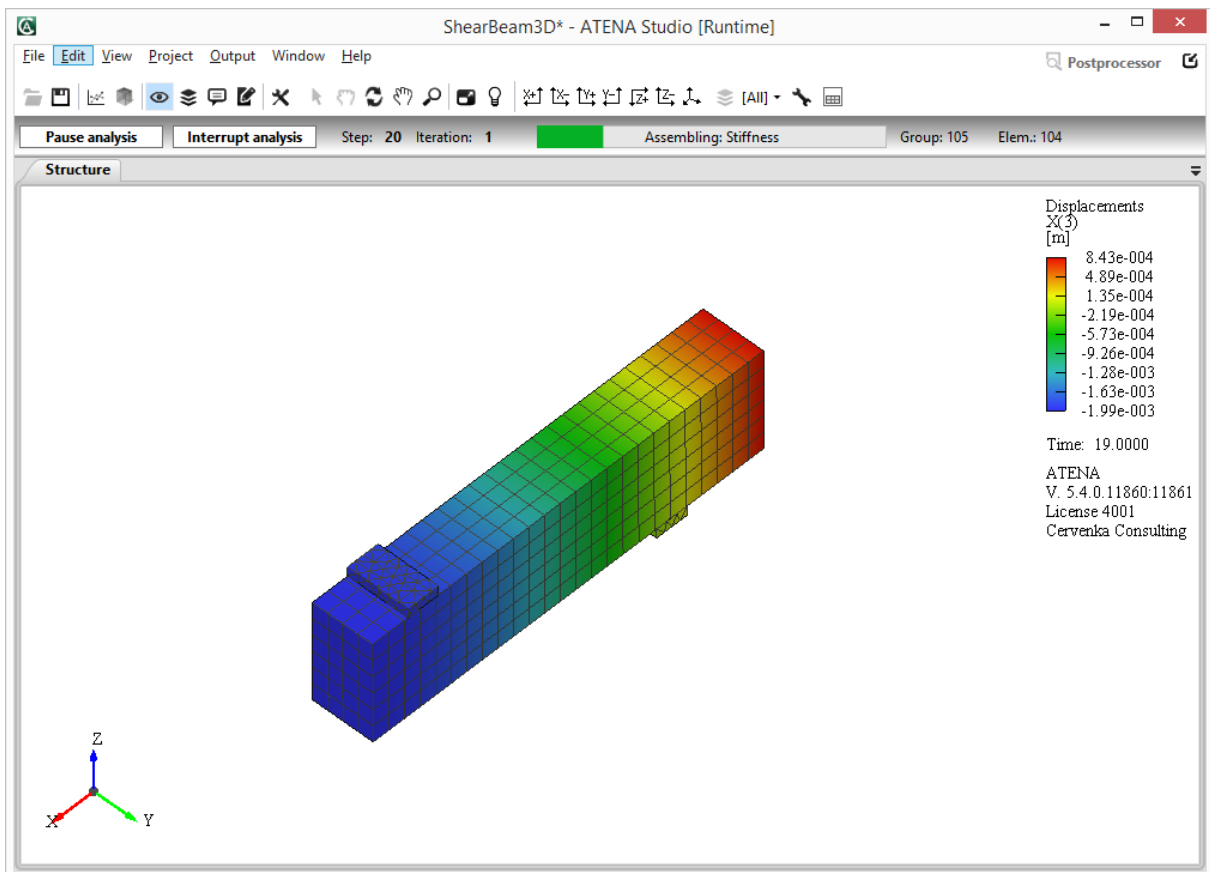 ShearBeam3D* - ATENA Studio [Runtime]
File Edit View Project Output Window Help
Postprocessor
X+ X- Y+ Y- Z+ Z- [All]
Pause analysis Interrupt analysis Step: 20 Iteration: 1 Assembling: Stiffness Group: 105 Elem.: 104
Structure
Displacements
X(3)
[m]
8.43e-004
4.89e-004
1.35e-004
-2.19e-004
-5.73e-004
-9.26e-004
-1.28e-003
-1.63e-003
-1.99e-003
Time: 19.0000
ATENA
V. 5.4.0.11860:11861
License 4001
Cervenka Consulting
Z
X
Y